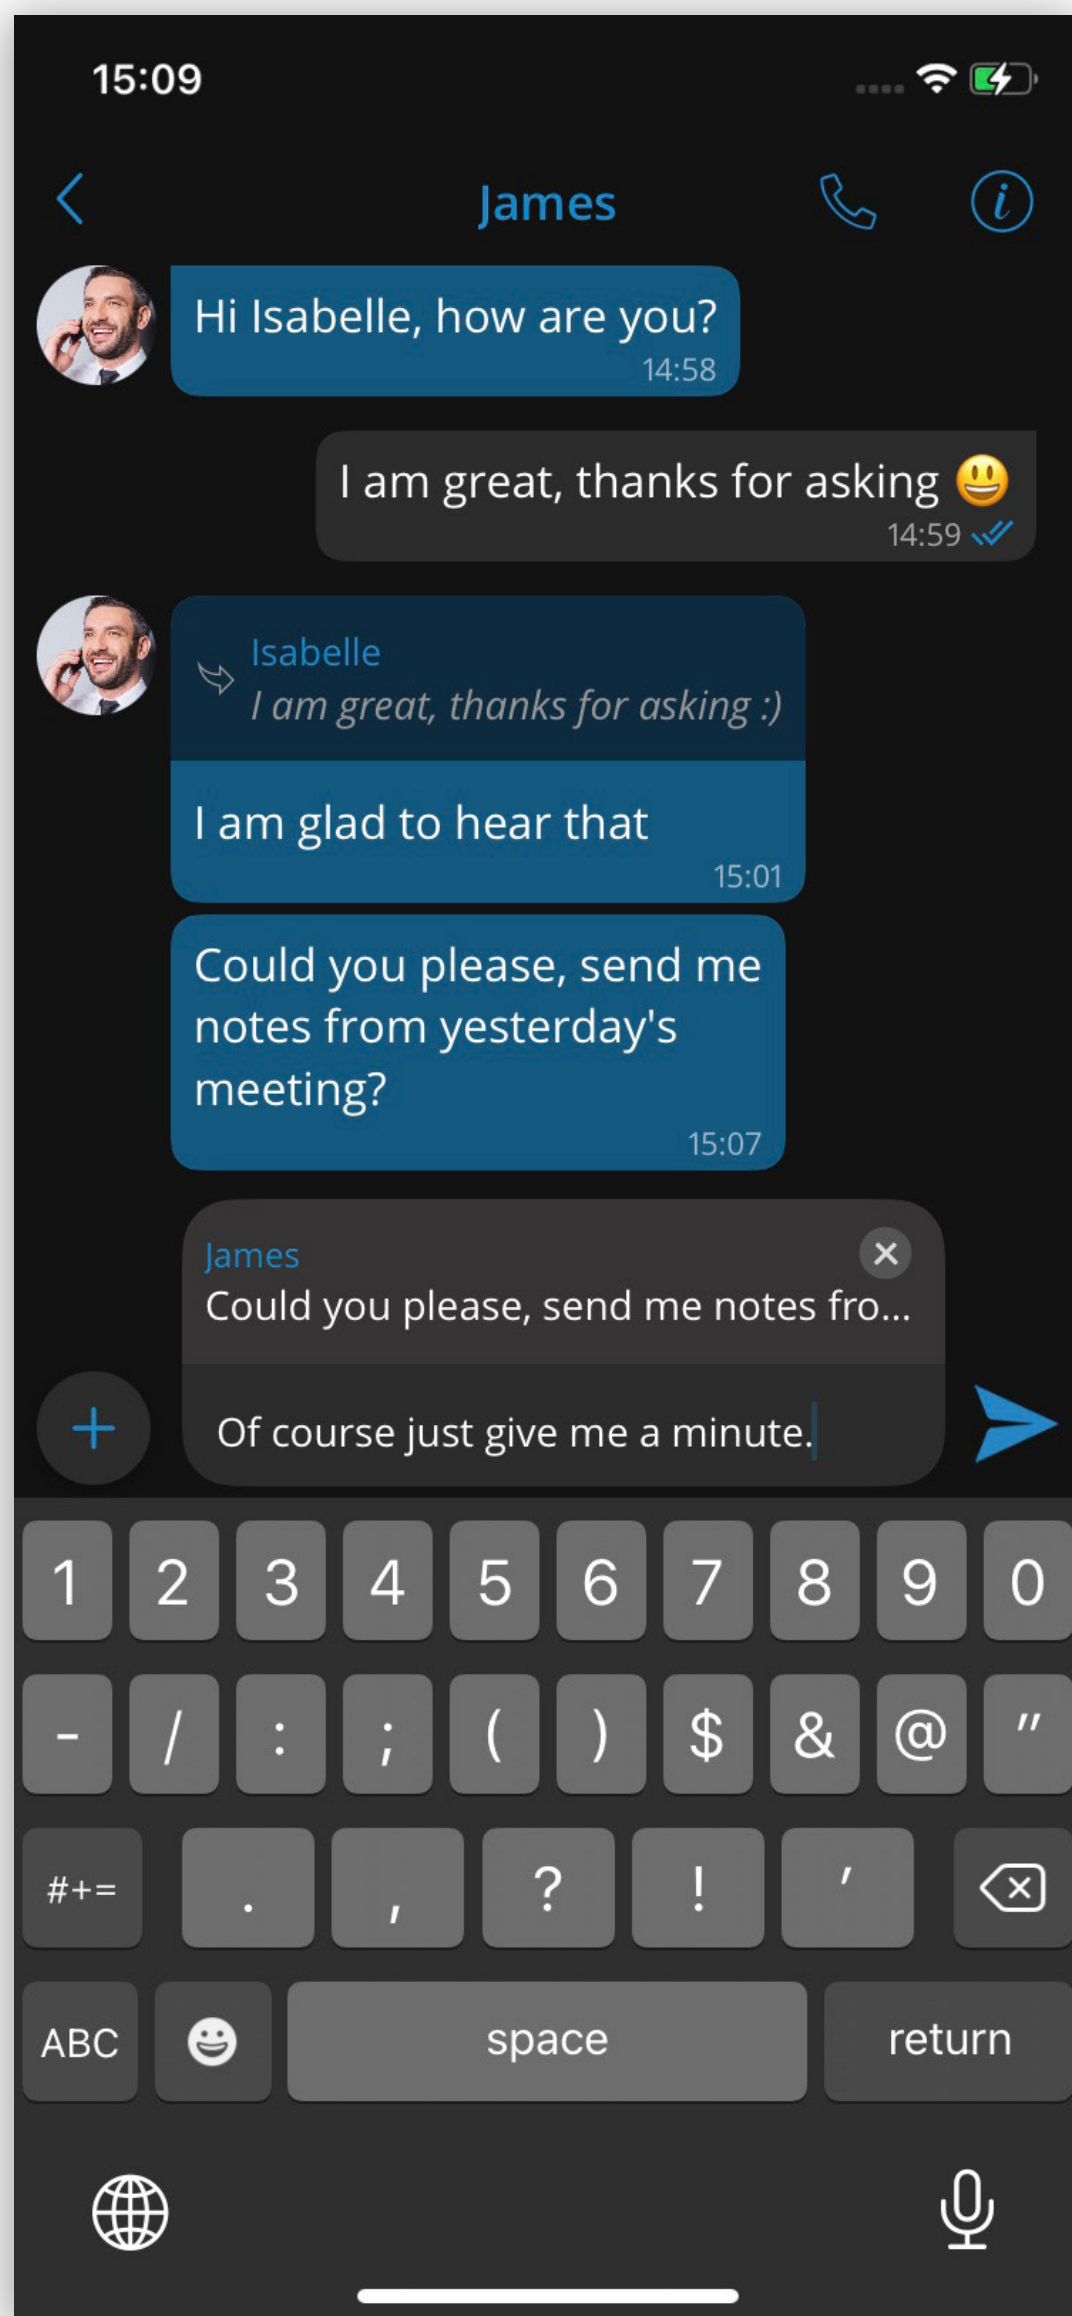 15:09
James
Hi Isabelle, how are you?
14:58
I am great, thanks for asking 😃
14:59
Isabelle
I am great, thanks for asking :)
I am glad to hear that
15:01
Could you please, send me
notes from yesterday's
meeting?
15:07
James
Could you please, send me notes fro...
Of course just give me a minute.
1 2 3 4 5 6 7 8 9 0
- / : ; ( ) $ & @ "
#+= . , ? ! '
ABC space return